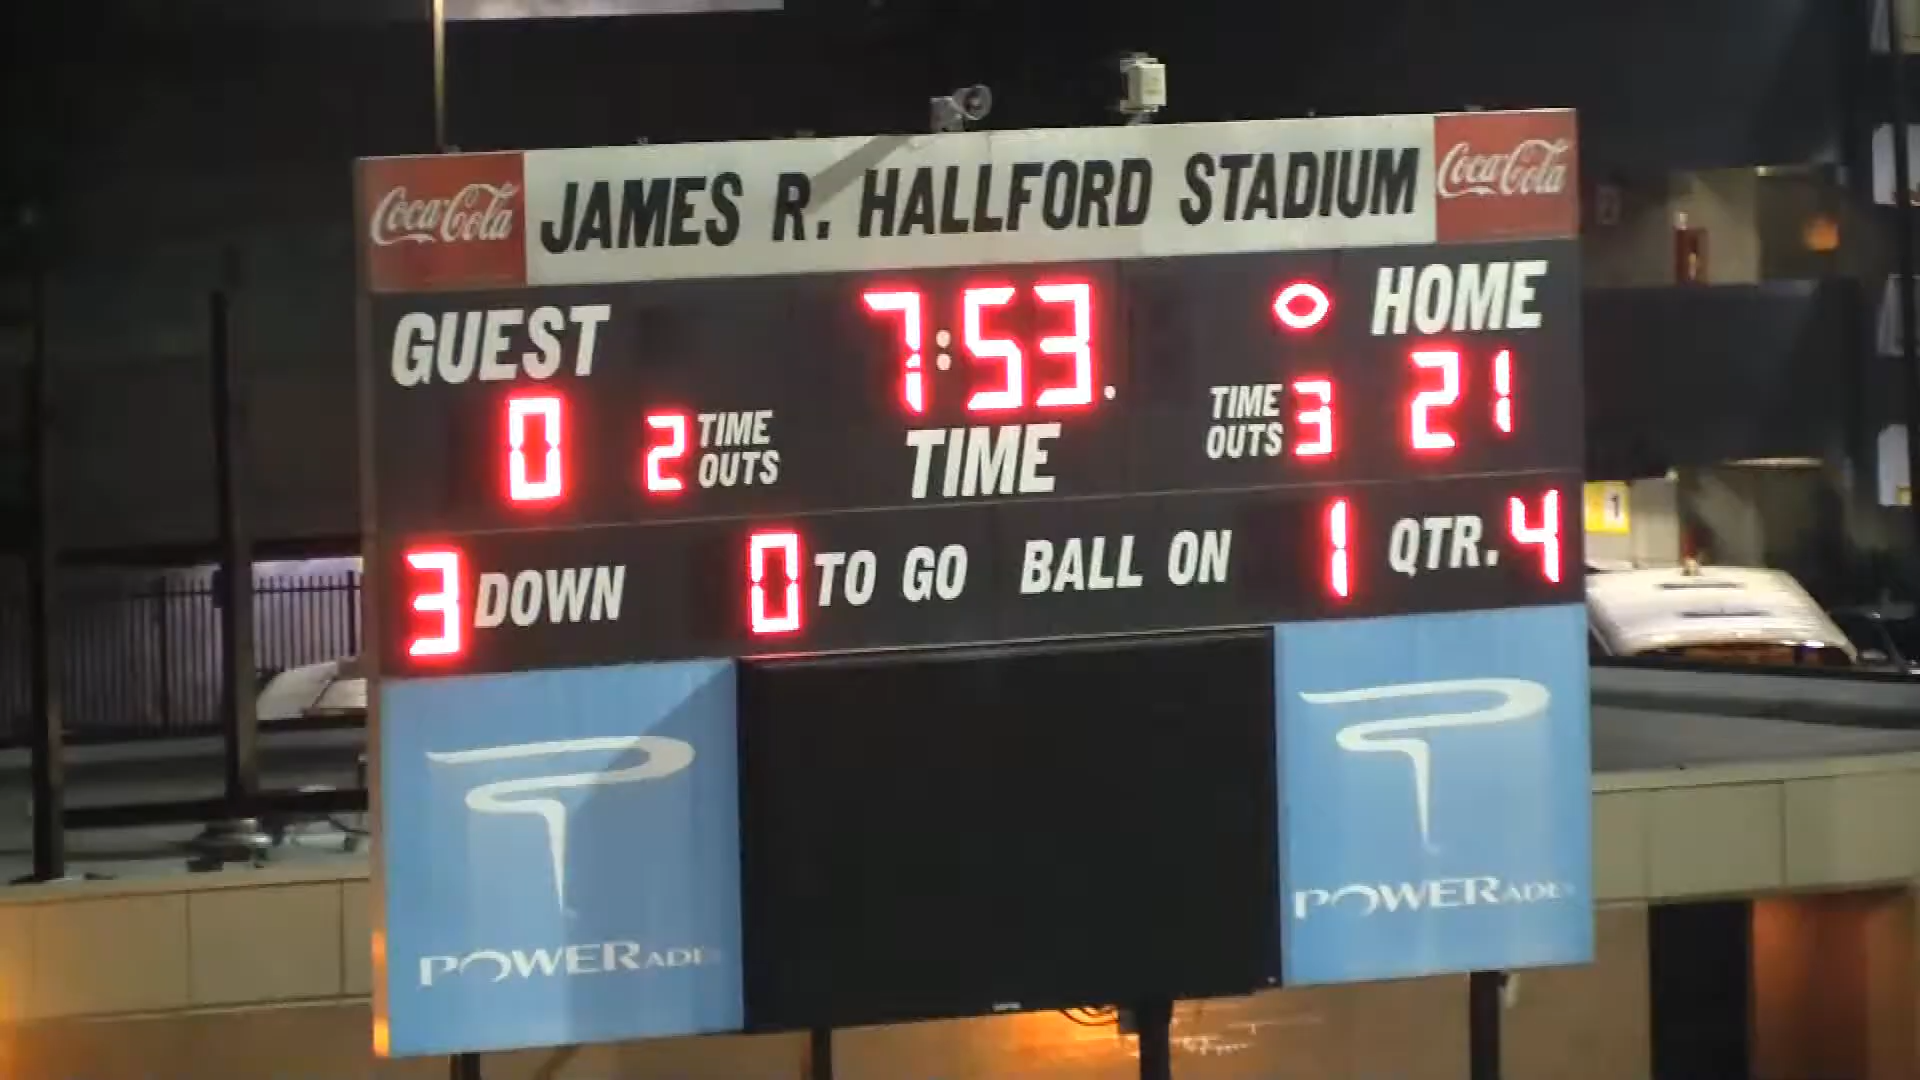 Coca-Cola JAMES R. HALLFORD STADIUM Coca-Cola
GUEST 7:53. HOME
0 2 TIME OUTS TIME TIME OUTS 3 21
3 DOWN 0 TO GO BALL ON 1 QTR. 4
POWERADE POWERADE
1